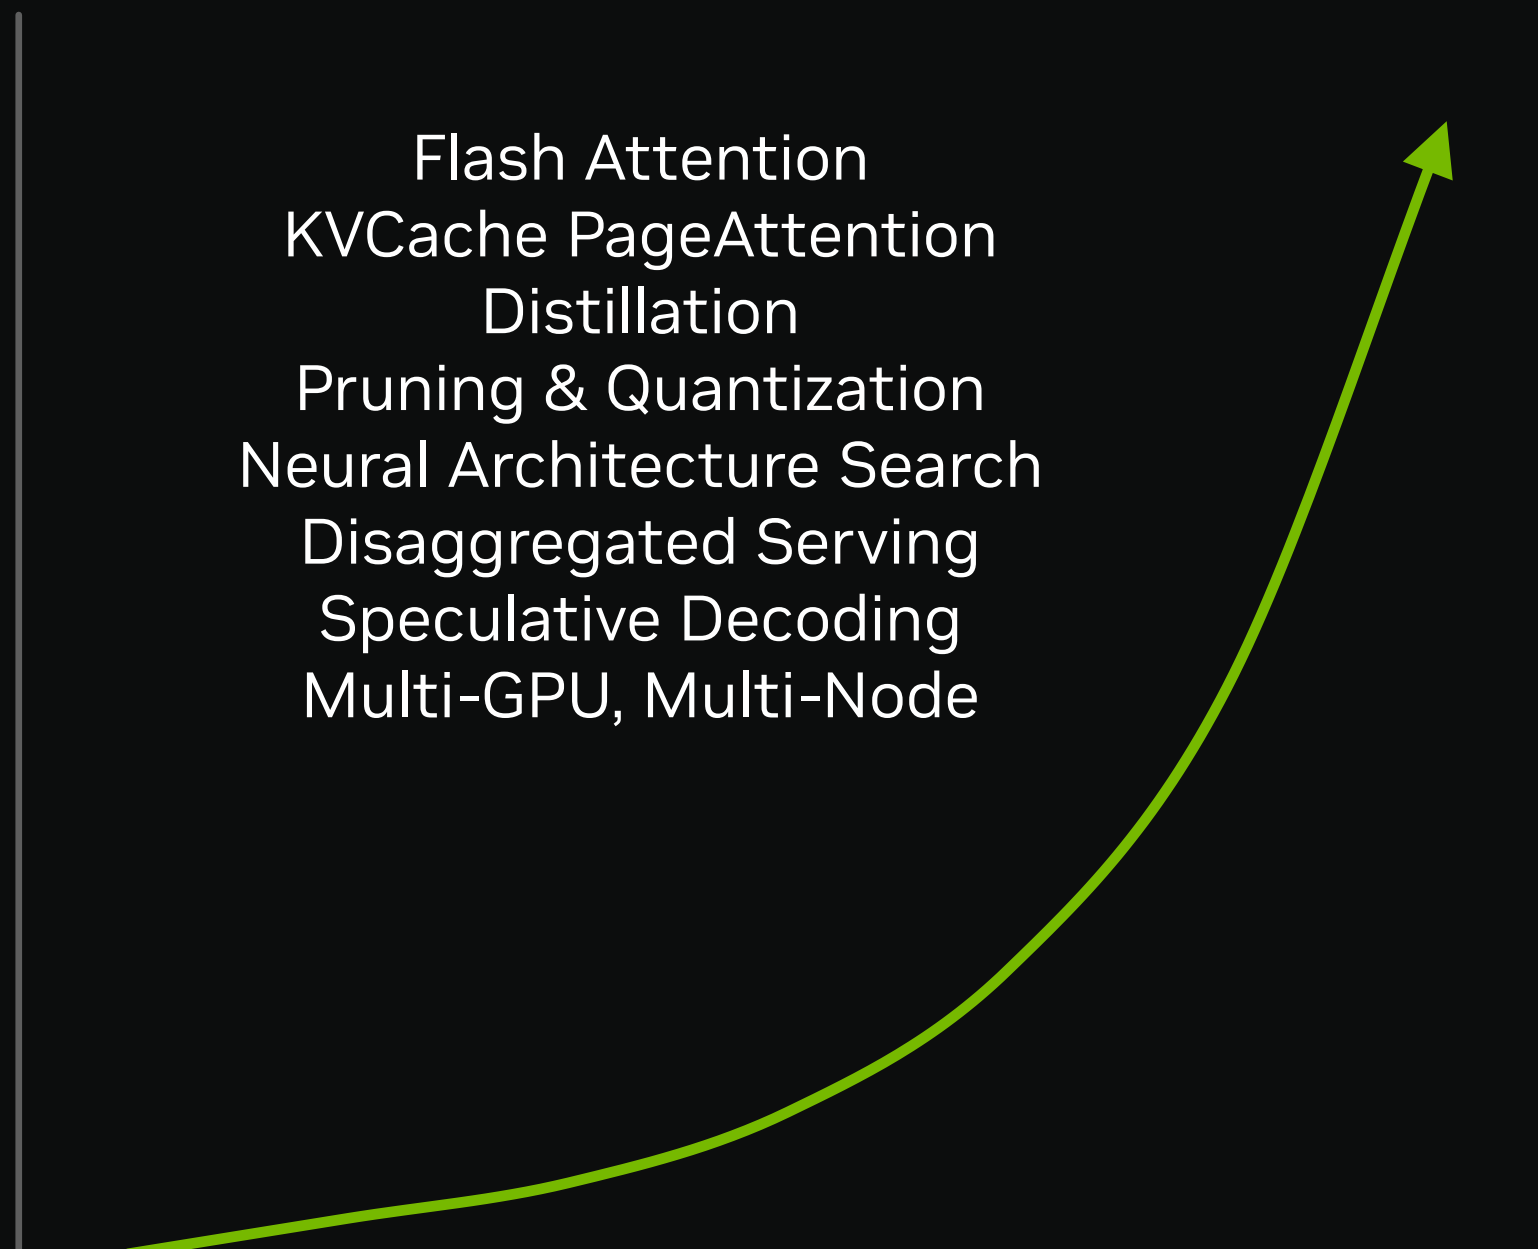 Flash Attention
KVCache PageAttention
Distillation
Pruning & Quantization
Neural Architecture Search
Disaggregated Serving
Speculative Decoding
Multi-GPU, Multi-Node